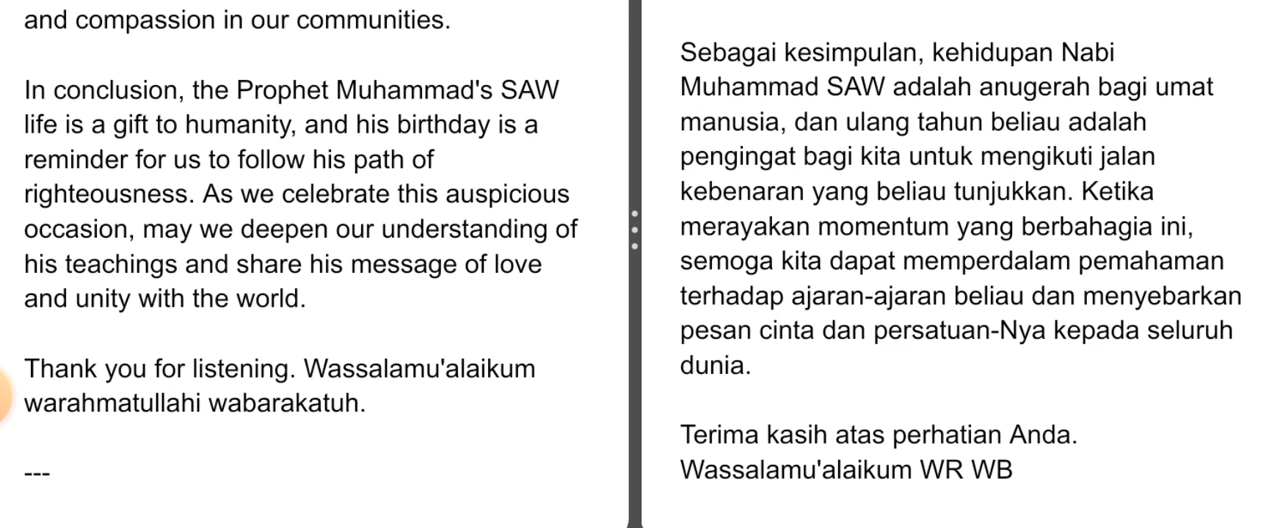 and compassion in our communities.
In conclusion, the Prophet Muhammad's SAW
life is a gift to humanity, and his birthday is a
reminder for us to follow his path of
righteousness. As we celebrate this auspicious
occasion, may we deepen our understanding of
his teachings and share his message of love
and unity with the world.
Thank you for listening. Wassalamu'alaikum
warahmatullahi wabarakatuh.
---
Sebagai kesimpulan, kehidupan Nabi
Muhammad SAW adalah anugerah bagi umat
manusia, dan ulang tahun beliau adalah
pengingat bagi kita untuk mengikuti jalan
kebenaran yang beliau tunjukkan. Ketika
merayakan momentum yang berbahagia ini,
semoga kita dapat memperdalam pemahaman
terhadap ajaran-ajaran beliau dan menyebarkan
pesan cinta dan persatuan-Nya kepada seluruh
dunia.
Terima kasih atas perhatian Anda.
Wassalamu'alaikum WR WB